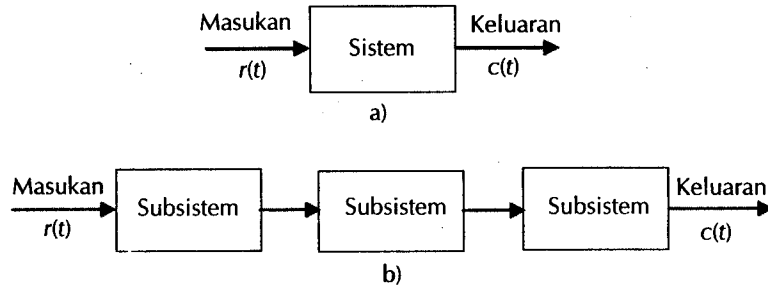 Masukan
r(t)
Sistem
Keluaran
c(t)
a)
Masukan
r(t)
Subsistem
Subsistem
Subsistem
Keluaran
c(t)
b)